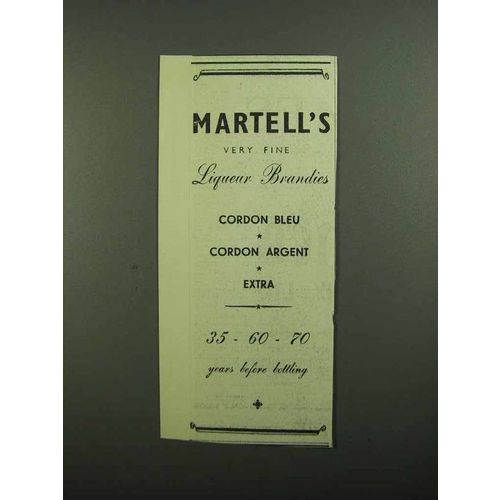 MARTELL'S
VERY FINE
Liqueur Brandies
CORDON BLEU
CORDON ARGENT
EXTRA
35 - 60 - 70
years before bottling